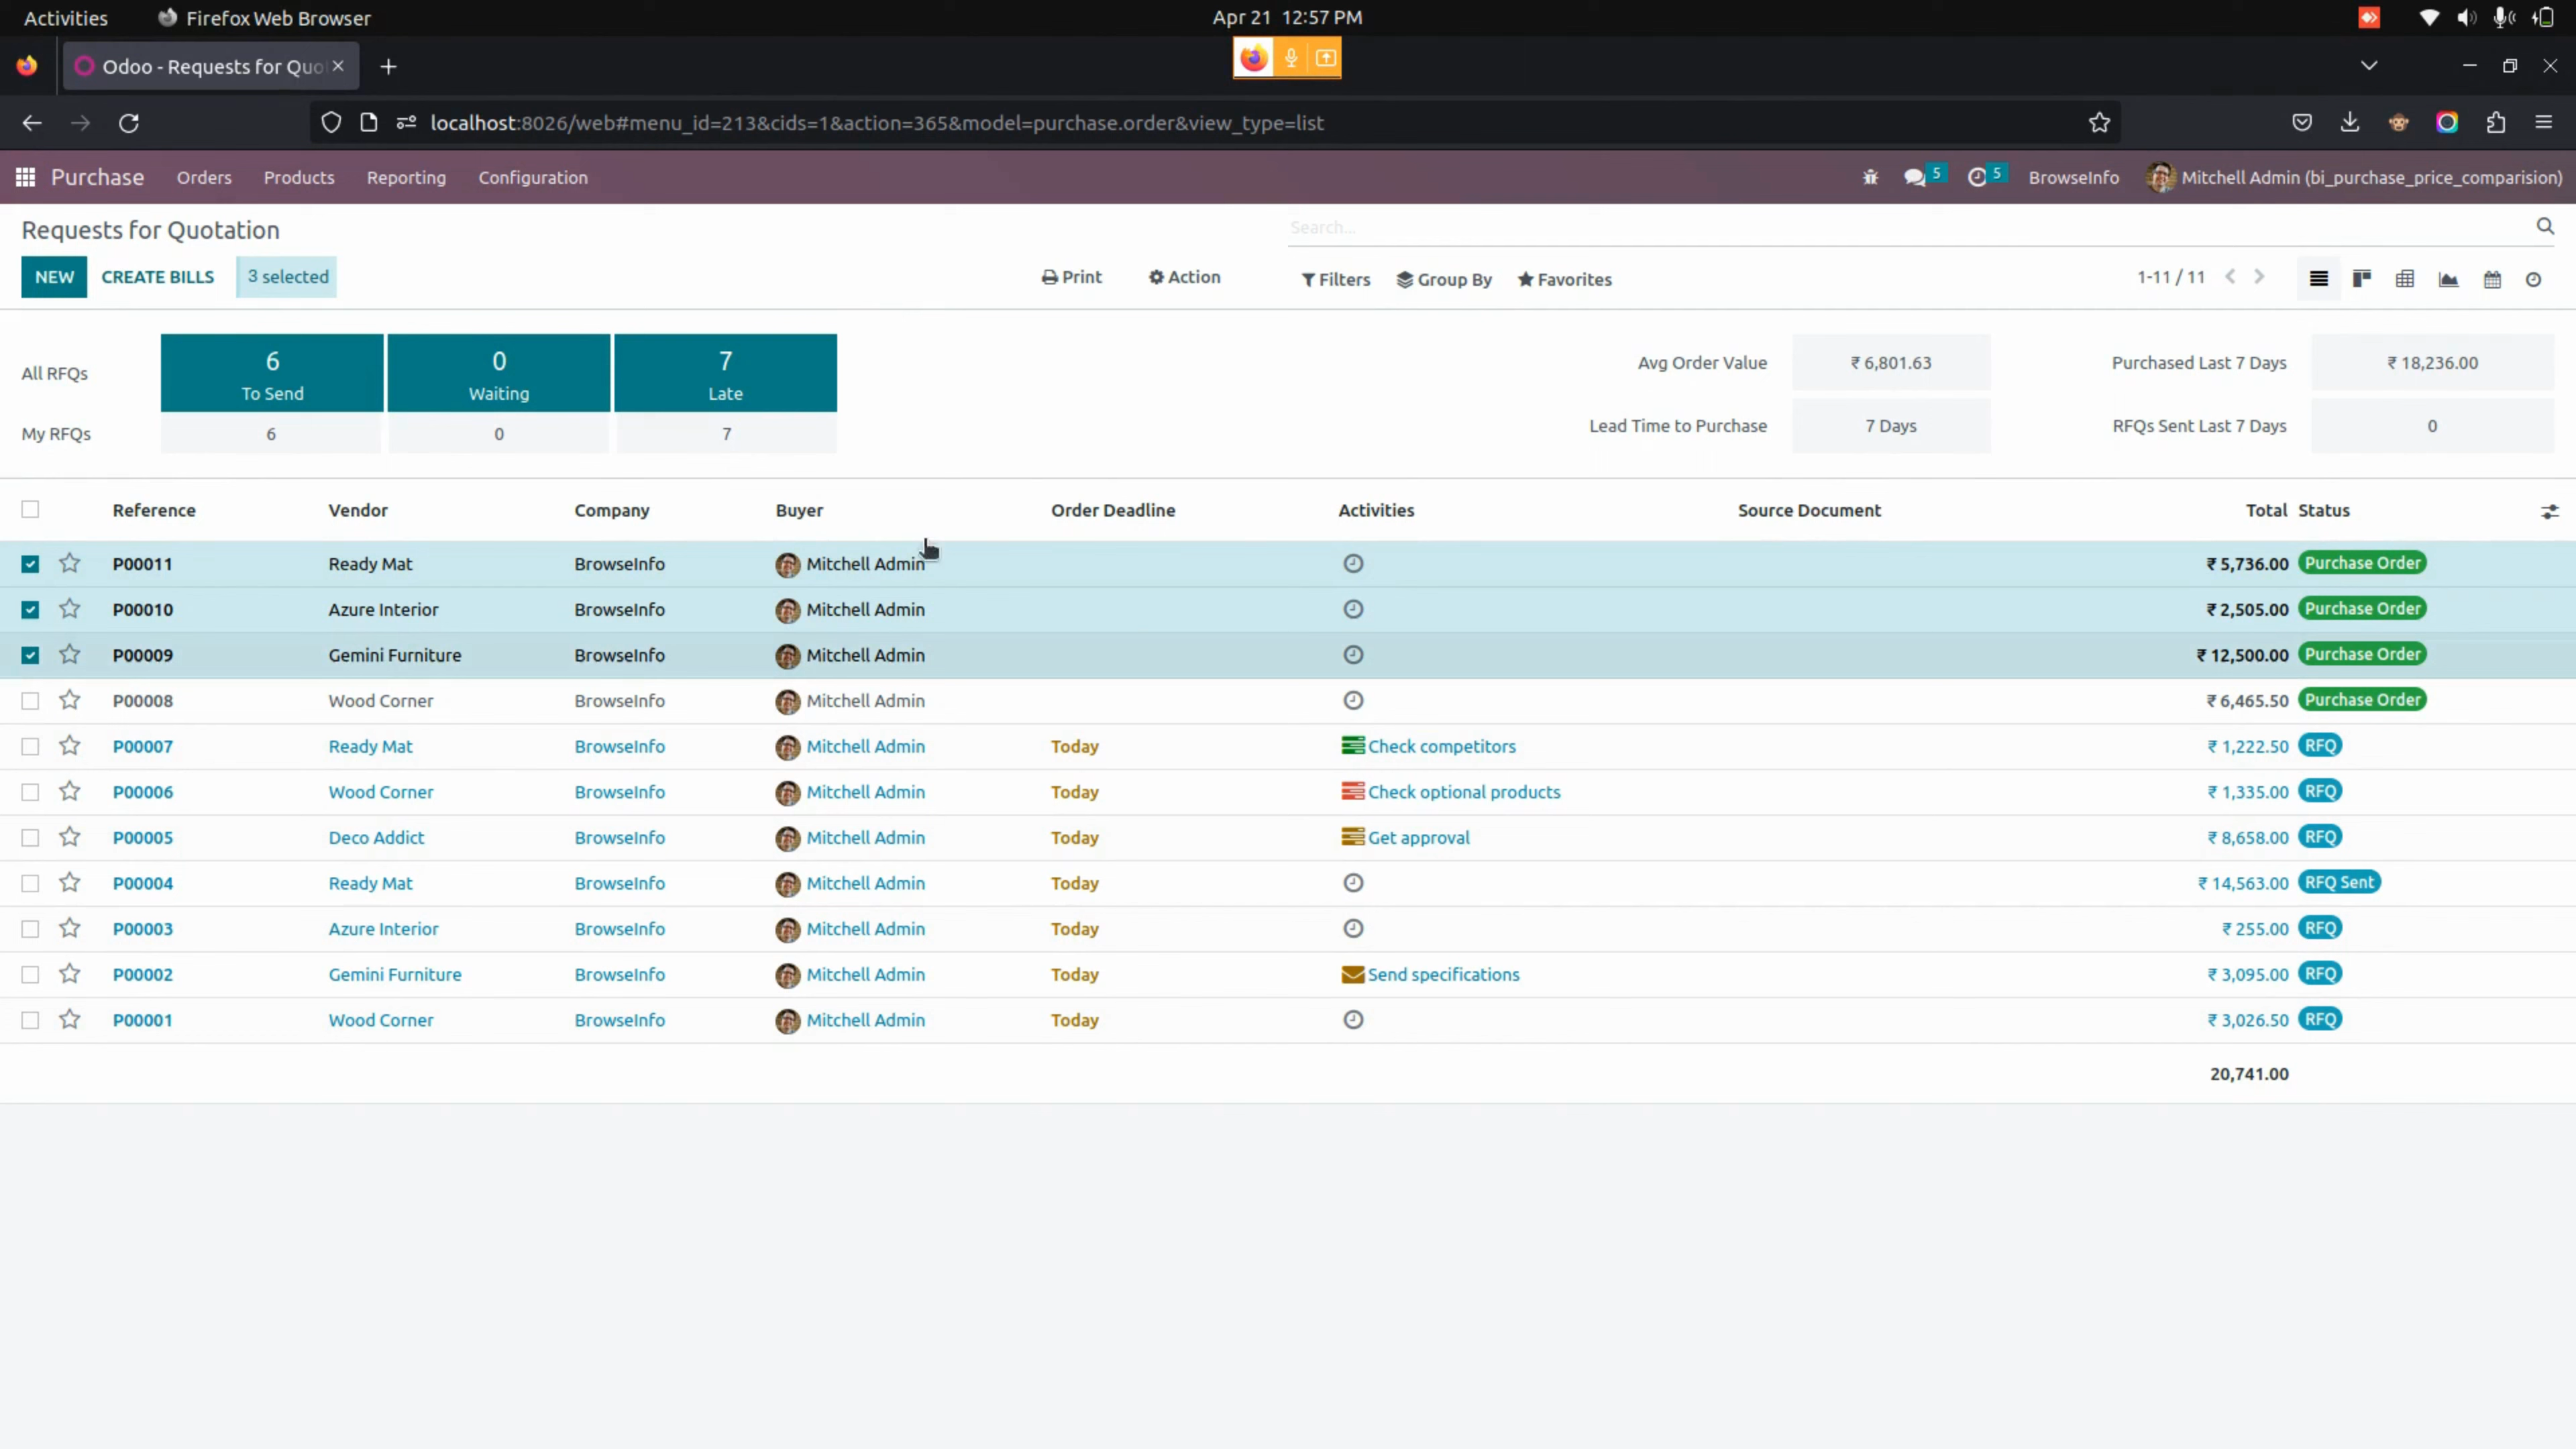 Activities Firefox Web Browser Apr 21 12:57 PM
Odoo - Requests for Quo
localhost:8026/web#menu_id=213&cids=1&action=365&model=purchase.order&view_type=list
Purchase Orders Products Reporting Configuration 5 5 BrowseInfo Mitchell Admin (bi_purchase_price_comparision)
Requests for Quotation Search...
NEW CREATE BILLS 3 selected Print Action Filters Group By Favorites 1-11 / 11
All RFQs 6 To Send 0 Waiting 7 Late Avg Order Value ₹ 6,801.63 Purchased Last 7 Days ₹ 18,236.00
My RFQs 6 0 7 Lead Time to Purchase 7 Days RFQs Sent Last 7 Days 0
Reference Vendor Company Buyer Order Deadline Activities Source Document Total Status
P00011 Ready Mat BrowseInfo Mitchell Admin ₹ 5,736.00 Purchase Order
P00010 Azure Interior BrowseInfo Mitchell Admin ₹ 2,505.00 Purchase Order
P00009 Gemini Furniture BrowseInfo Mitchell Admin ₹ 12,500.00 Purchase Order
P00008 Wood Corner BrowseInfo Mitchell Admin ₹ 6,465.50 Purchase Order
P00007 Ready Mat BrowseInfo Mitchell Admin Today Check competitors ₹ 1,222.50 RFQ
P00006 Wood Corner BrowseInfo Mitchell Admin Today Check optional products ₹ 1,335.00 RFQ
P00005 Deco Addict BrowseInfo Mitchell Admin Today Get approval ₹ 8,658.00 RFQ
P00004 Ready Mat BrowseInfo Mitchell Admin Today ₹ 14,563.00 RFQ Sent
P00003 Azure Interior BrowseInfo Mitchell Admin Today ₹ 255.00 RFQ
P00002 Gemini Furniture BrowseInfo Mitchell Admin Today Send specifications ₹ 3,095.00 RFQ
P00001 Wood Corner BrowseInfo Mitchell Admin Today ₹ 3,026.50 RFQ
20,741.00